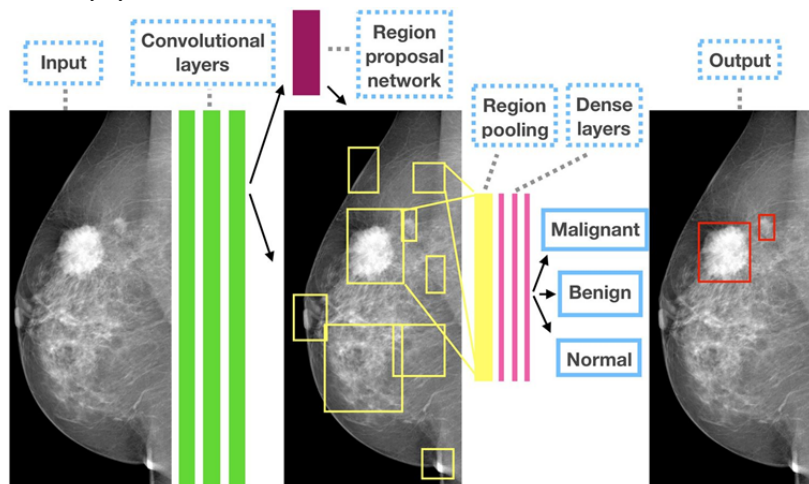 Input
Convolutional
layers
Region
proposal
network
Region
pooling
Dense
layers
Malignant
Benign
Normal
Output